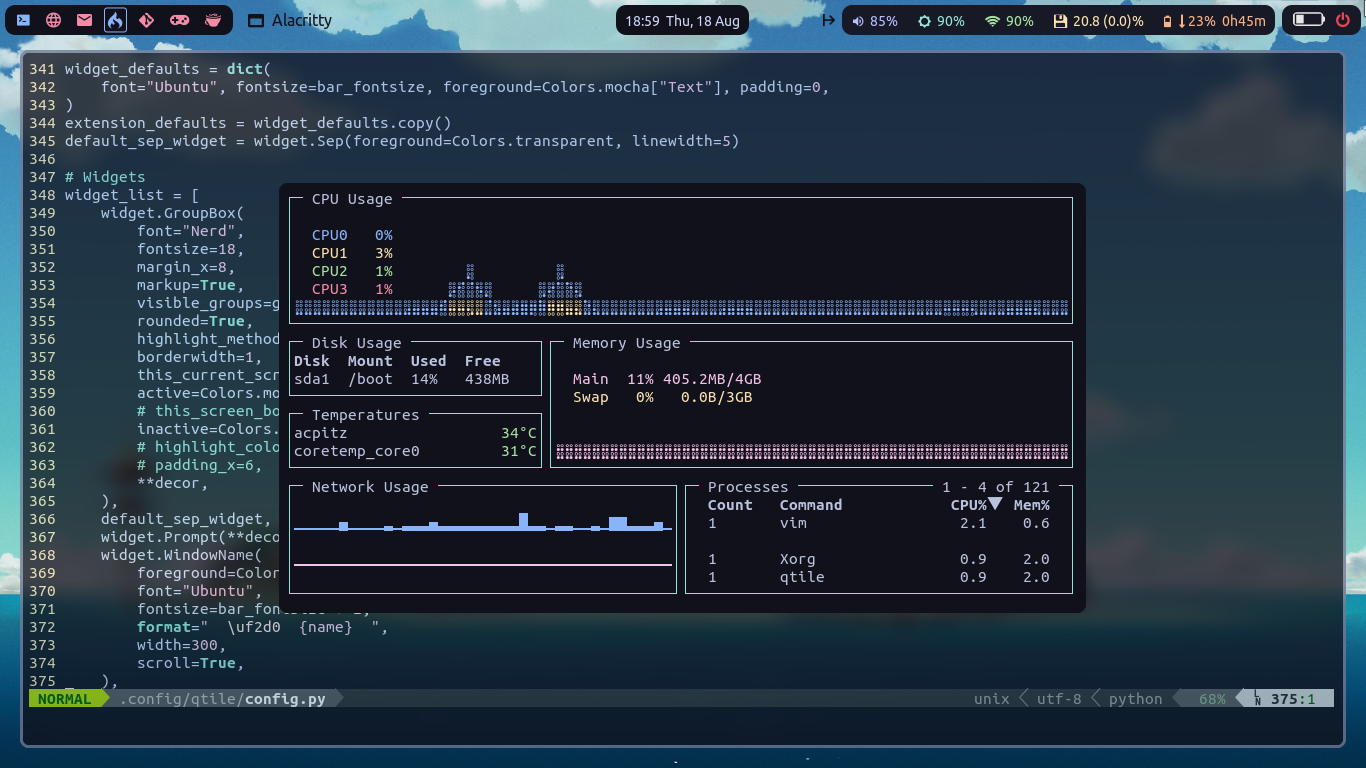 Alacritty
18:59 Thu, 18 Aug
85% 90% 90% 20.8 (0.0)% 23% 0h45m
341 widget_defaults = dict(
342     font="Ubuntu", fontsize=bar_fontsize, foreground=Colors.mocha["Text"], padding=0,
343 )
344 extension_defaults = widget_defaults.copy()
345 default_sep_widget = widget.Sep(foreground=Colors.transparent, linewidth=5)
346
347 # Widgets
348 widget_list = [
349     widget.GroupBox(
350         font="Nerd",
351         fontsize=18,
352         margin_x=8,
353         markup=True,
354         visible_groups=g
355         rounded=True,
356         highlight_method
357         borderwidth=1,
358         this_current_scr
359         active=Colors.mo
360         # this_screen_bo
361         inactive=Colors.
362         # highlight_colo
363         # padding_x=6,
364         **decor,
365     ),
366     default_sep_widget,
367     widget.Prompt(**deco
368     widget.WindowName(
369         foreground=Color
370         font="Ubuntu",
371         fontsize=bar_fon
372         format="  \uf2d0  {name}  ",
373         width=300,
374         scroll=True,
375     ),
CPU Usage
CPU0 0%
CPU1 3%
CPU2 1%
CPU3 1%
Disk Usage
Disk Mount Used Free
sda1 /boot 14% 438MB
Memory Usage
Main 11% 405.2MB/4GB
Swap 0% 0.0B/3GB
Temperatures
acpitz 34°C
coretemp_core0 31°C
Network Usage
Processes 1 - 4 of 121
Count Command CPU% Mem%
1 vim 2.1 0.6
1 Xorg 0.9 2.0
1 qtile 0.9 2.0
NORMAL .config/qtile/config.py unix utf-8 python 68% LN 375:1